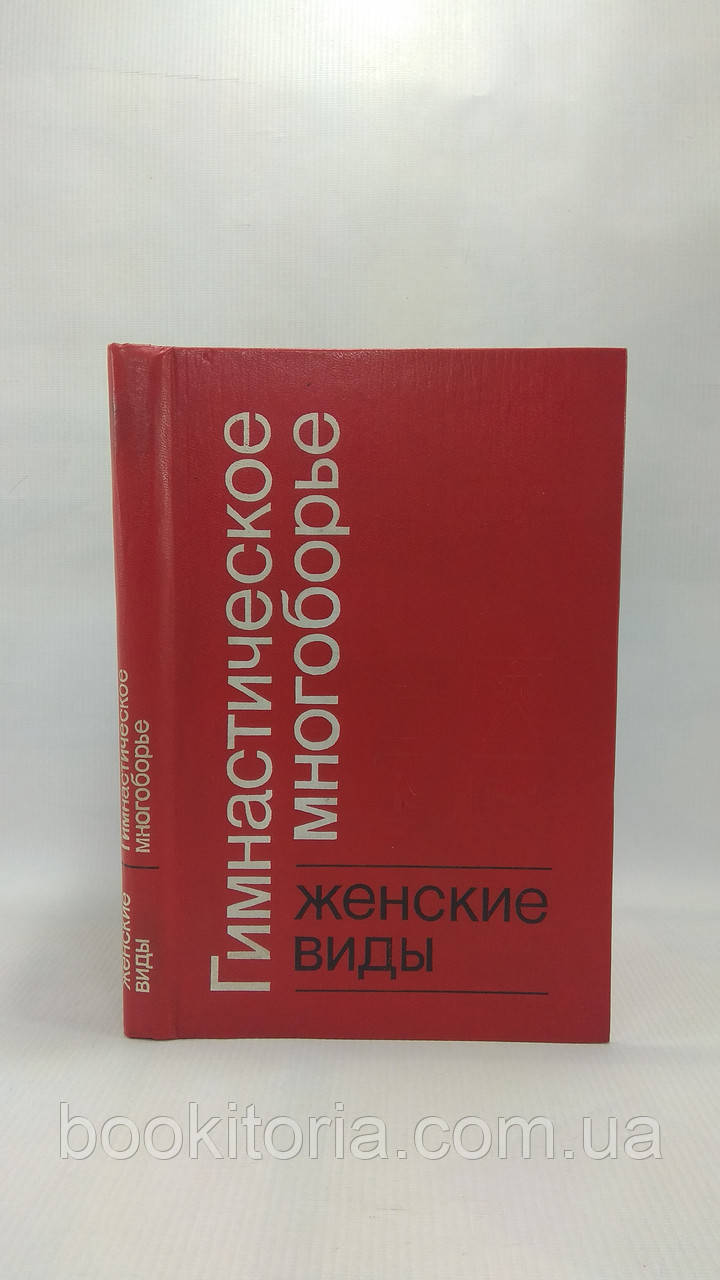 Гимнастическое
многоборье
женские
виды
женские
виды
Гимнастическое
многоборье
bookitoria.com.ua